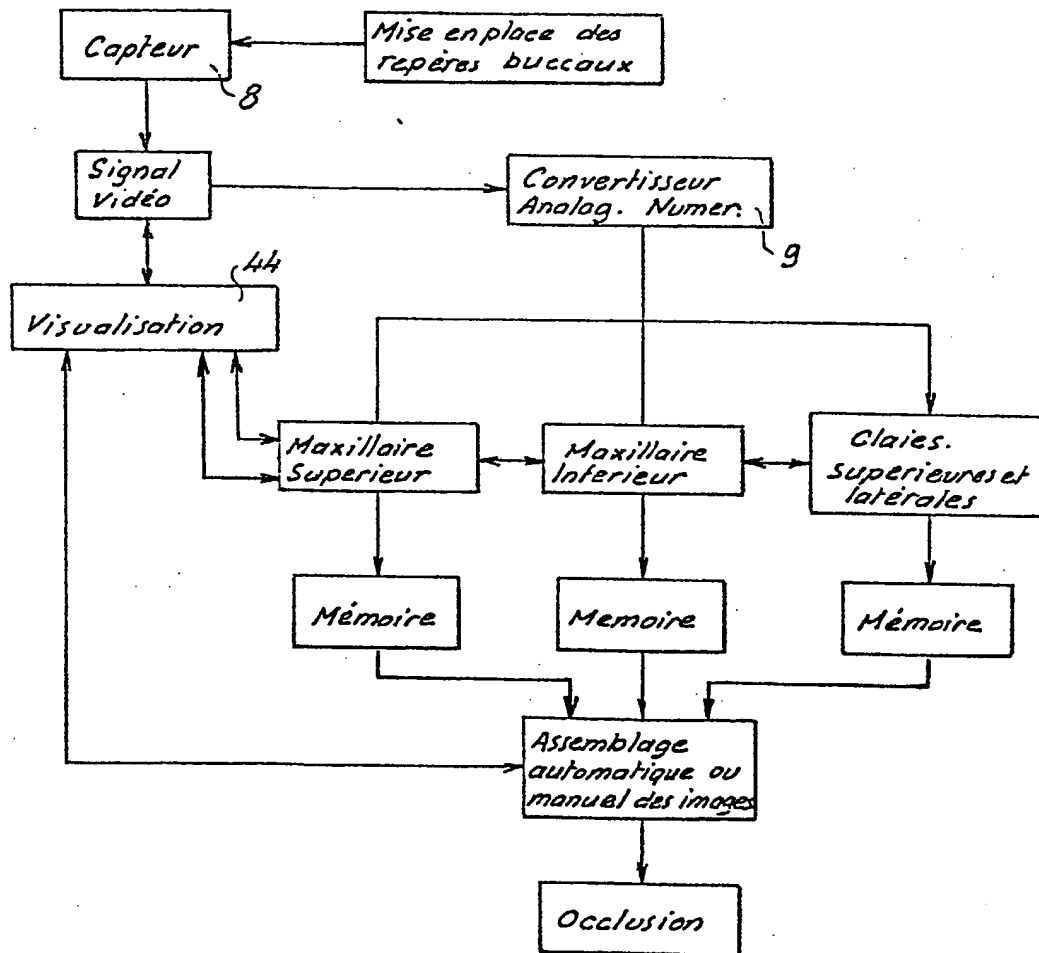 Capteur
Mise en place des
repères buccaux
8
Signal
vidéo
Convertisseur
Analog. Numer.
9
44
Visualisation
Maxillaire
Superieur
Maxillaire
Inferieur
Claies.
supérieures et
latérales
Mémoire
Memoire
Mémoire
Assemblage
automatique ou
manuel des images
Occlusion